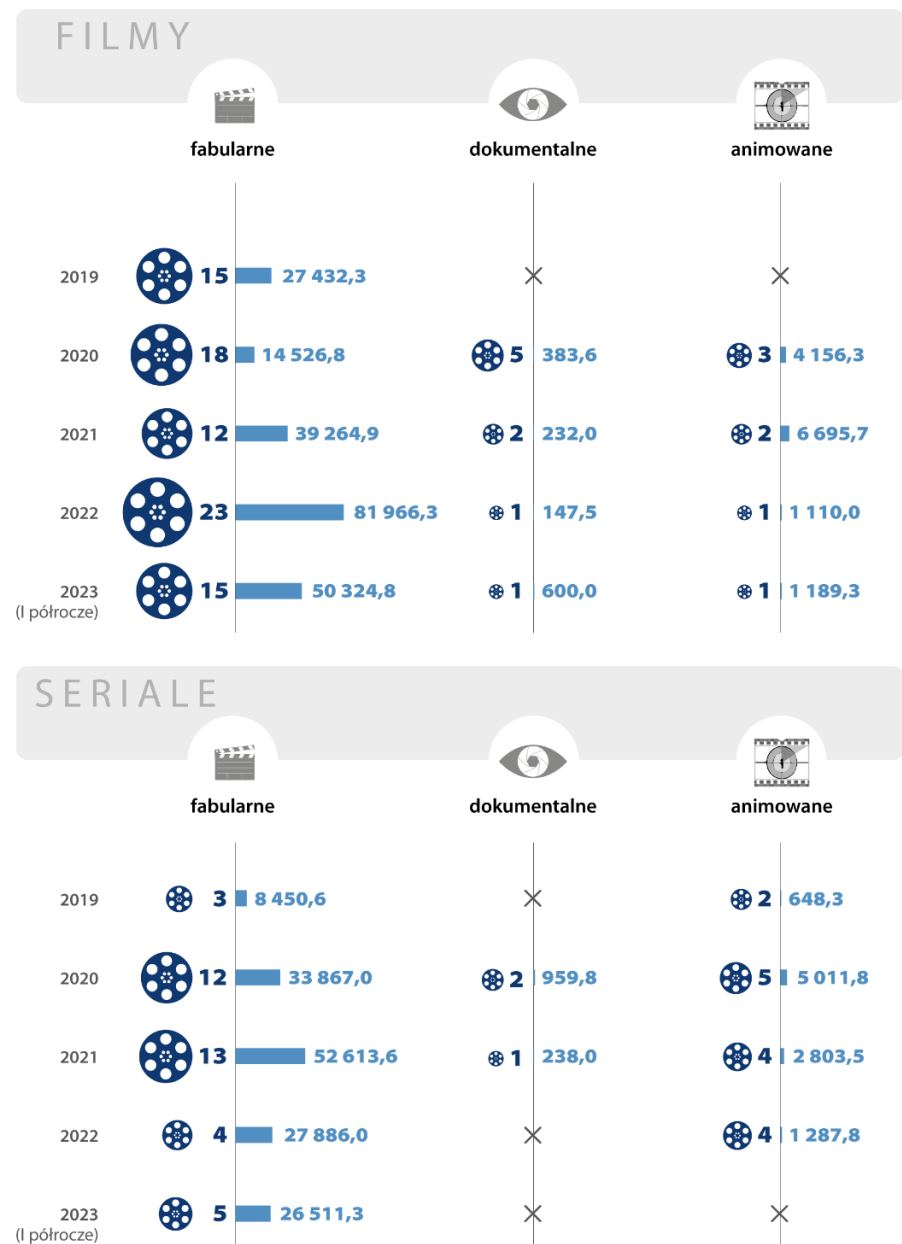 FILMY
fabularne dokumentalne animowane
2019 15 27 432,3
2020 18 14 526,8 5 383,6 3 4 156,3
2021 12 39 264,9 2 232,0 2 6 695,7
2022 23 81 966,3 1 147,5 1 1 110,0
2023 15 50 324,8 1 600,0 1 1 189,3
(I półrocze)
SERIALE
fabularne dokumentalne animowane
2019 3 8 450,6 2 648,3
2020 12 33 867,0 2 959,8 5 5 011,8
2021 13 52 613,6 1 238,0 4 2 803,5
2022 4 27 886,0 4 1 287,8
2023 5 26 511,3
(I półrocze)